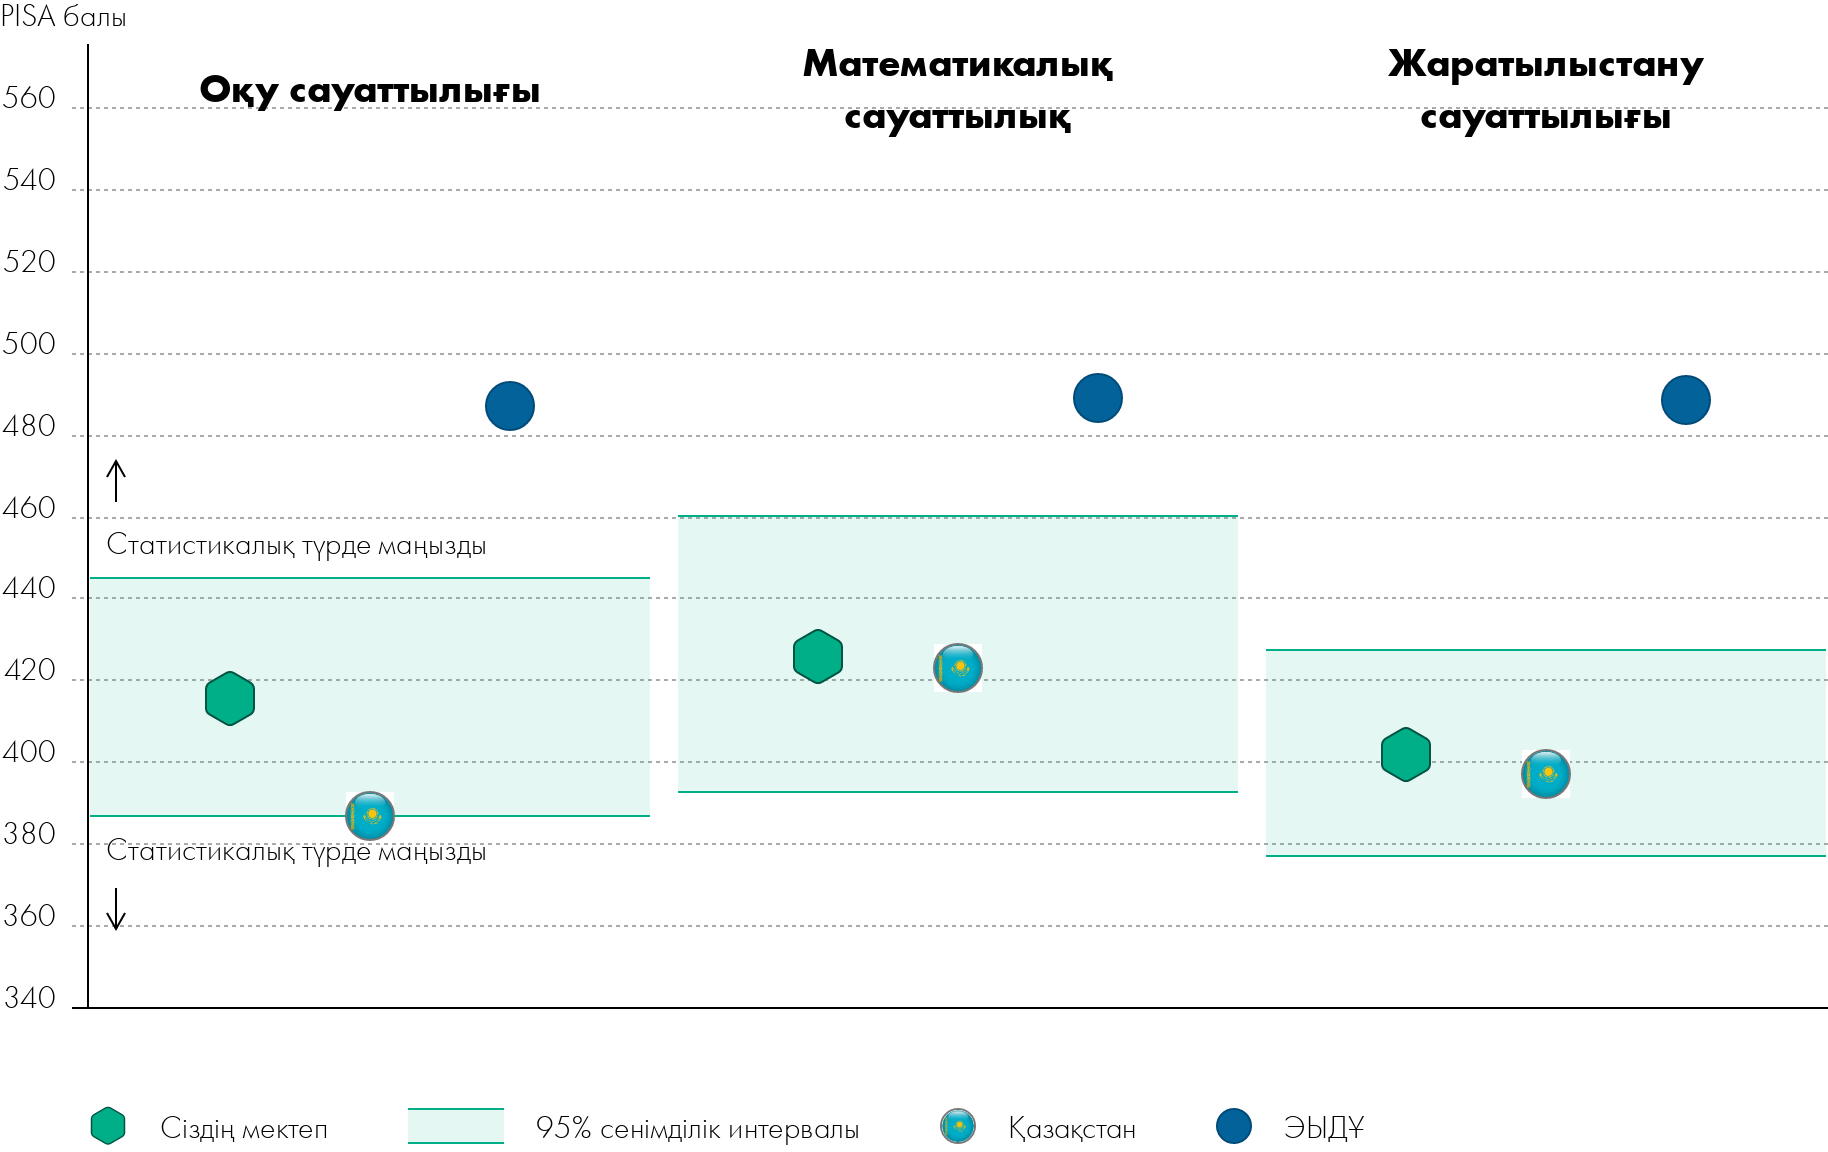 PISA балы
Оқу сауаттылығы
Математикалық
сауаттылық
Жаратылыстану
сауаттылығы
560
540
520
500
480
460
Статистикалық түрде маңызды
440
420
400
380
Статистикалық түрде маңызды
360
340
Сіздің мектеп
95% сенімділік интервалы
Қазақстан
ЭЫДҰ